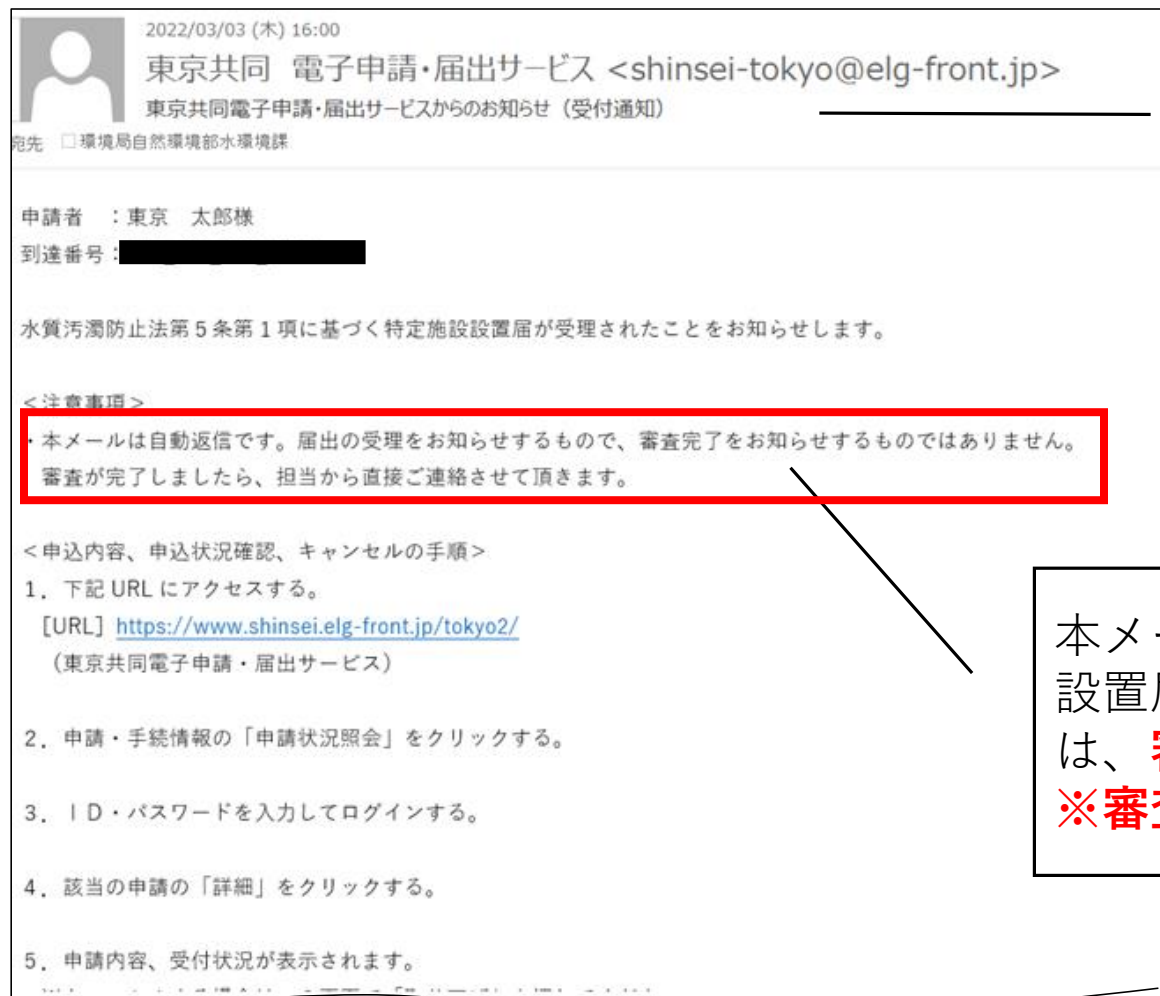 2022/03/03 (木) 16:00
東京共同 電子申請・届出サービス <shinsei-tokyo@elg-front.jp>
東京共同電子申請・届出サービスからのお知らせ（受付通知）
宛先 □環境局自然環境部水環境課
申請者 ：東京 太郎様
到達番号：
水質汚濁防止法第5条第1項に基づく特定施設設置届が受理されたことをお知らせします。
<注意事項>
・本メールは自動返信です。届出の受理をお知らせするもので、審査完了をお知らせするものではありません。
審査が完了しましたら、担当から直接ご連絡させて頂きます。
<申込内容、申込状況確認、キャンセルの手順>
1．下記 URL にアクセスする。
[URL] https://www.shinsei.elg-front.jp/tokyo2/
（東京共同電子申請・届出サービス）
2．申請・手続情報の「申請状況照会」をクリックする。
3．ＩＤ・パスワードを入力してログインする。
4．該当の申請の「詳細」をクリックする。
5．申請内容、受付状況が表示されます。
本メー
設置
は、
※審